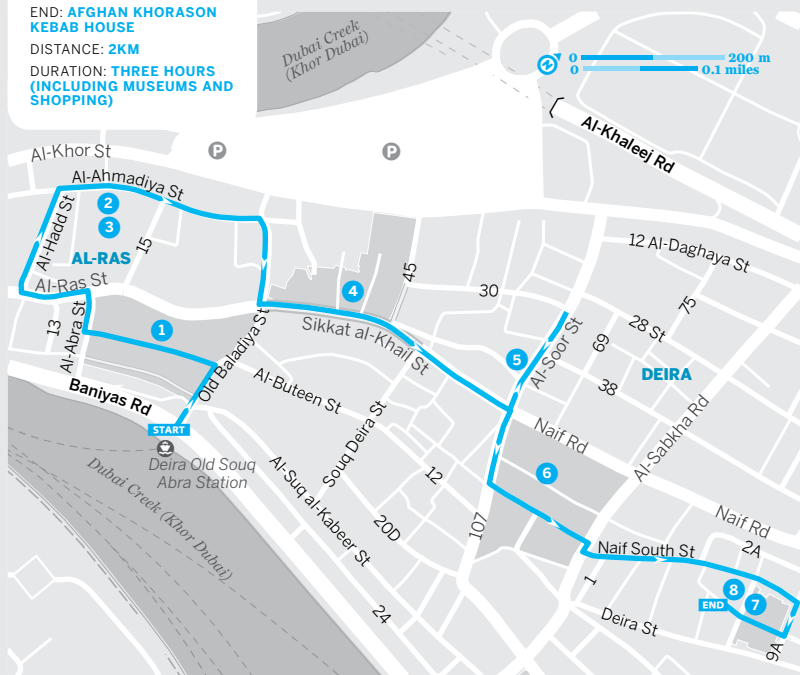 END: AFGHAN KHORASON
KEBAB HOUSE
DISTANCE: 2KM
DURATION: THREE HOURS
(INCLUDING MUSEUMS AND
SHOPPING)
Dubai Creek
(Khor Dubai)
N
0 200 m
0 0.1 miles
P
P
Al-Khaleej Rd
Al-Khor St
Al-Ahmadiya St
2
3
Al-Hadd St
AL-RAS
15
Al-Ras St
13
Al-Abra St
1
4
45
30
Sikkat al-Khail St
Old Baladiya St
12 Al-Daghaya St
75
28 St
69
38
DEIRA
5
Al-Soor St
Al-Buteen St
Souq Deira St
Naif Rd
Al-Sabkha Rd
Baniyas Rd
START
Deira Old Souq
Abra Station
Dubai Creek (Khor Dubai)
Al-Suq al-Kabeer St
12
20D
24
6
107
Naif Rd
Naif South St
2A
1
8
7
END
Deira St
9A